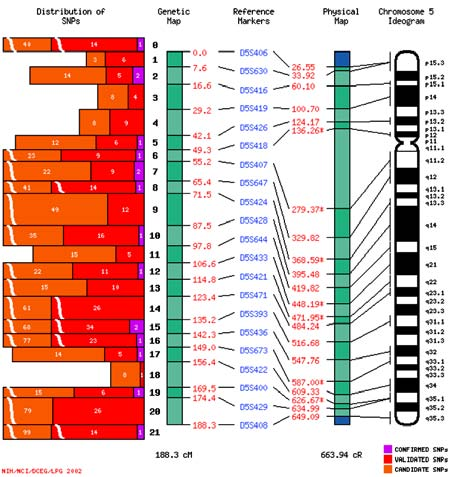 Distribution of
SNPs
40 14 1 0
3 6 1
14 5 2 2
8 4 3
8 9 4
12 6 1 5
23 9 1 6
22 9 2 7
41 14 1 8
49 12 9
35 16 1 10
15 5 11
22 11 1 12
15 10 13
61 26 14
68 34 2 15
77 23 1 16
14 5 1 17
8 1 18
15 6 1 19
79 26 20
99 14 1 21
Genetic
Map
0.0
7.6
16.6
29.2
42.1
49.3
55.2
65.4
71.5
87.5
97.8
106.6
114.8
123.4
135.2
142.3
149.0
156.4
169.5
174.4
188.3
188.3 cM
Reference
Markers
D5S406
D5S630
D5S416
D5S419
D5S426
D5S418
D5S407
D5S647
D5S424
D5S428
D5S644
D5S433
D5S421
D5S471
D5S393
D5S436
D5S673
D5S422
D5S400
D5S429
D5S408
Physical
Map
26.55
33.92
60.10
100.70
124.17
136.26*
279.37*
329.82
368.59*
395.48
419.82
448.19*
471.95*
484.24
516.68
547.76
587.00*
609.33
626.67*
634.99
649.09
663.94 cR
Chromosome 5
Ideogram
p15.3
p15.2
p15.1
p14
p13.3
p13.2
p13.1
p12
p11
q11.1
q11.2
q12
q13.1
q13.2
q13.3
q14
q15
q21
q22
q23.1
q23.2
q23.3
q31.1
q31.2
q31.3
q32
q33.1
q33.2
q33.3
q34
q35.1
q35.2
q35.3
CONFIRMED SNPs
VALIDATED SNPs
CANDIDATE SNPs
NIH/NCI/DCEG/LPG 2002